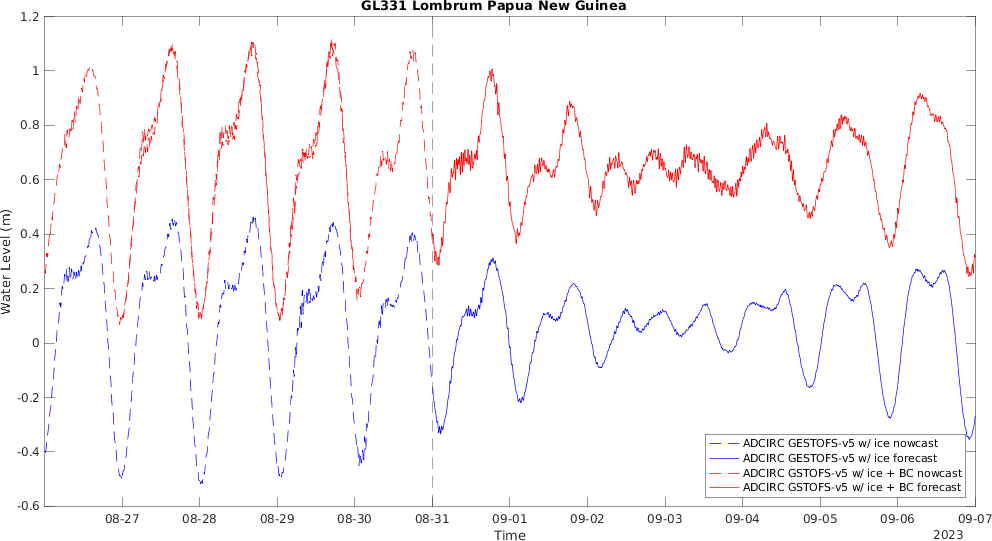 GL331 Lombrum Papua New Guinea
1.2
1
0.8
0.6
0.4
0.2
0
-0.2
-0.4
-0.6
Water Level (m)
ADCIRC GESTOFS-v5 w/ ice nowcast
ADCIRC GESTOFS-v5 w/ ice forecast
ADCIRC GSTOFS-v5 w/ ice + BC nowcast
ADCIRC GSTOFS-v5 w/ ice + BC forecast
08-27 08-28 08-29 08-30 08-31 09-01 09-02 09-03 09-04 09-05 09-06 09-07
Time
2023